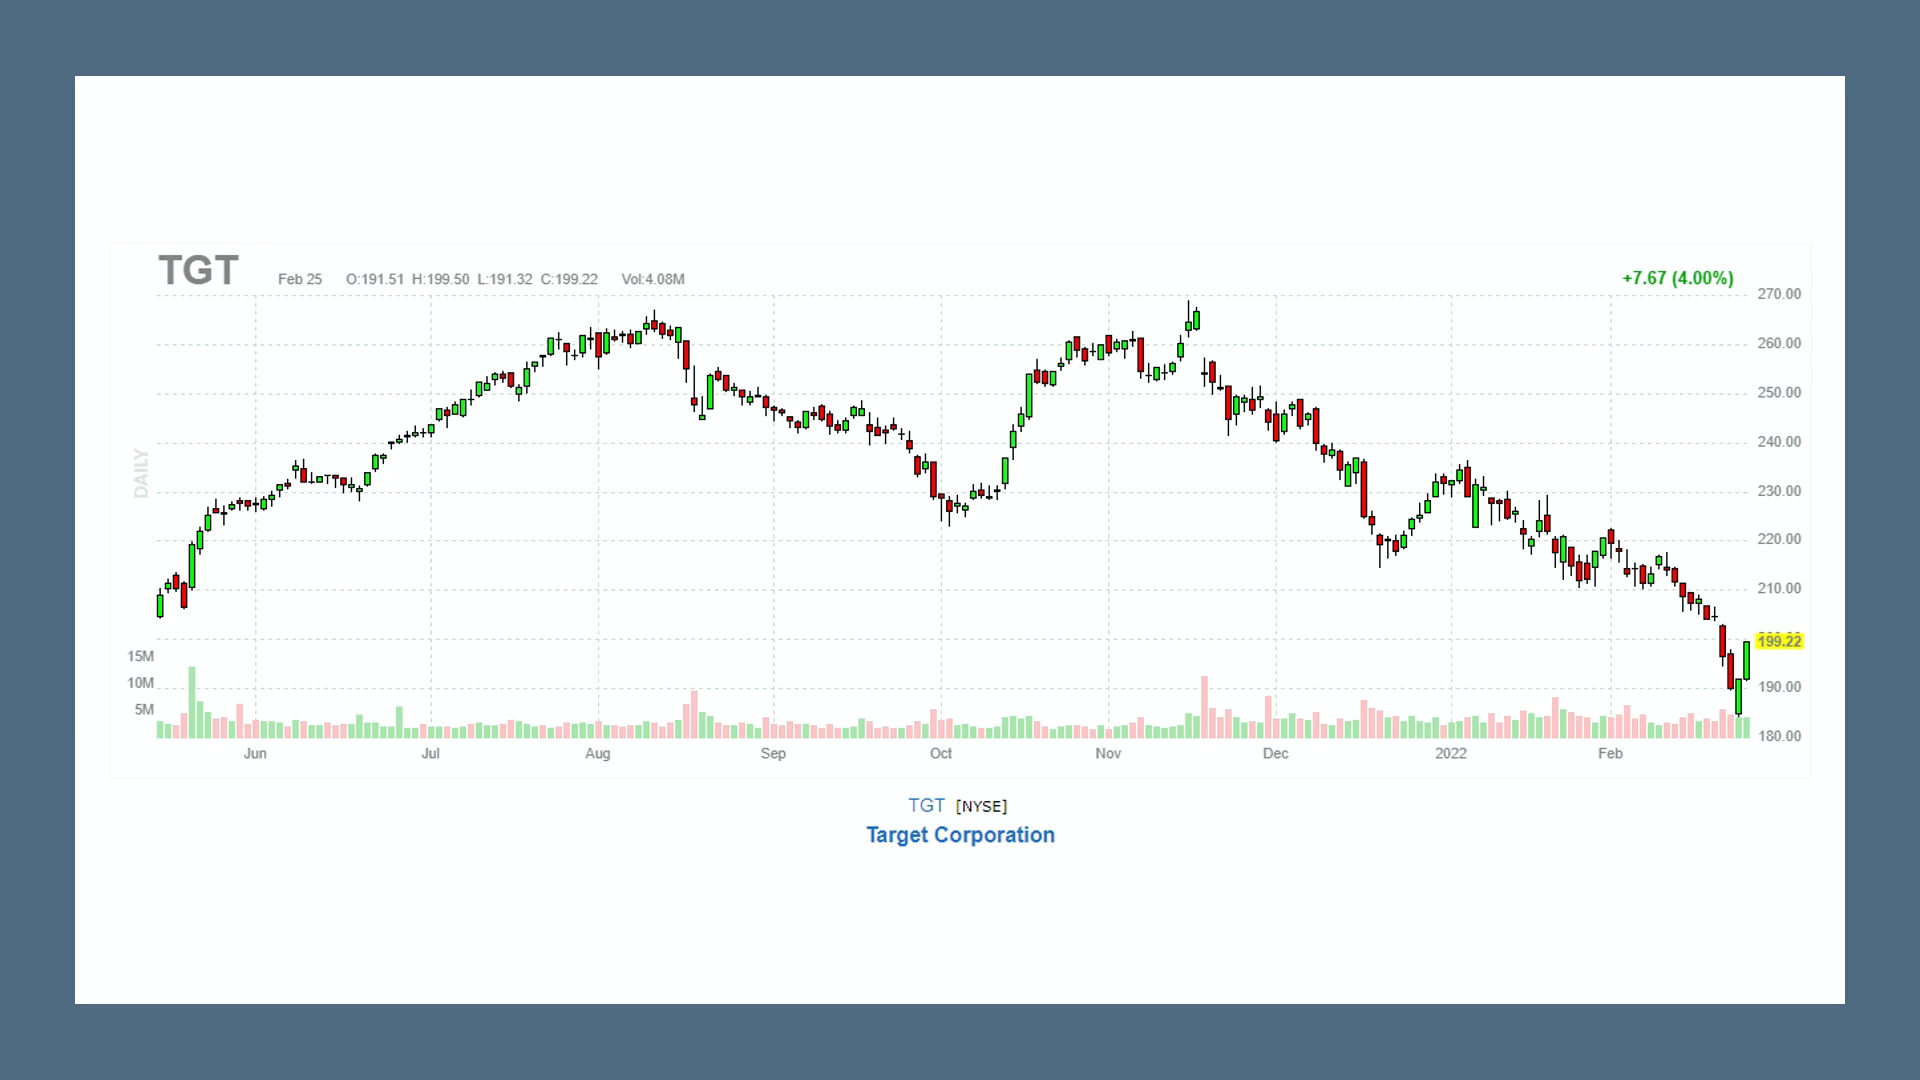 TGT Feb 25 O:191.51 H:199.50 L:191.32 C:199.22 Vol:4.08M +7.67 (4.00%)
270.00
260.00
250.00
240.00
230.00
220.00
210.00
199.22
190.00
180.00
DAILY
15M
10M
5M
Jun Jul Aug Sep Oct Nov Dec 2022 Feb
TGT [NYSE]
Target Corporation